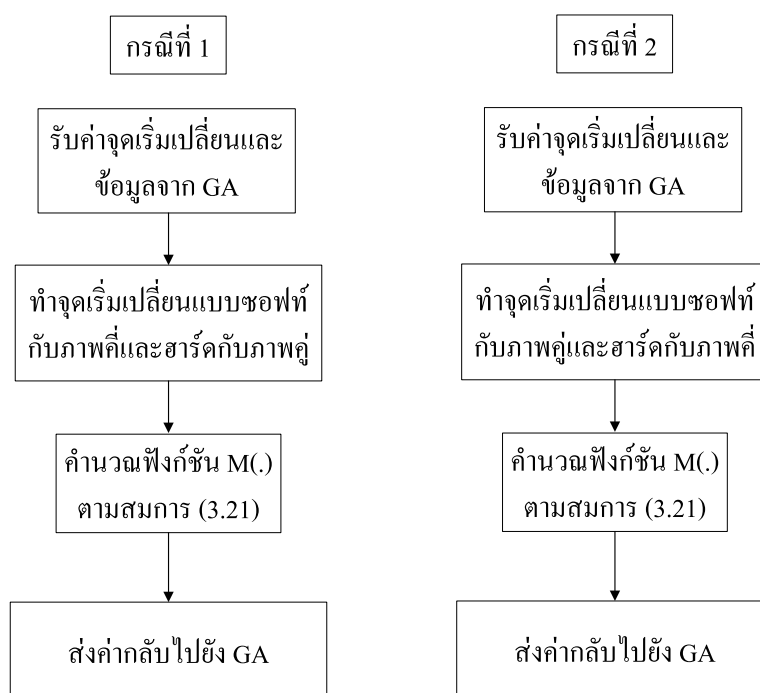 กรณีที่ 1
รับค่าจุดเริ่มเปลี่ยนและ
ข้อมูลจาก GA
ทำจุดเริ่มเปลี่ยนแบบซอฟท์
กับภาพคี่และฮาร์ดกับภาพคู่
คำนวณฟังก์ชัน M(.)
ตามสมการ (3.21)
ส่งค่ากลับไปยัง GA
กรณีที่ 2
รับค่าจุดเริ่มเปลี่ยนและ
ข้อมูลจาก GA
ทำจุดเริ่มเปลี่ยนแบบซอฟท์
กับภาพคู่และฮาร์ดกับภาพคี่
คำนวณฟังก์ชัน M(.)
ตามสมการ (3.21)
ส่งค่ากลับไปยัง GA